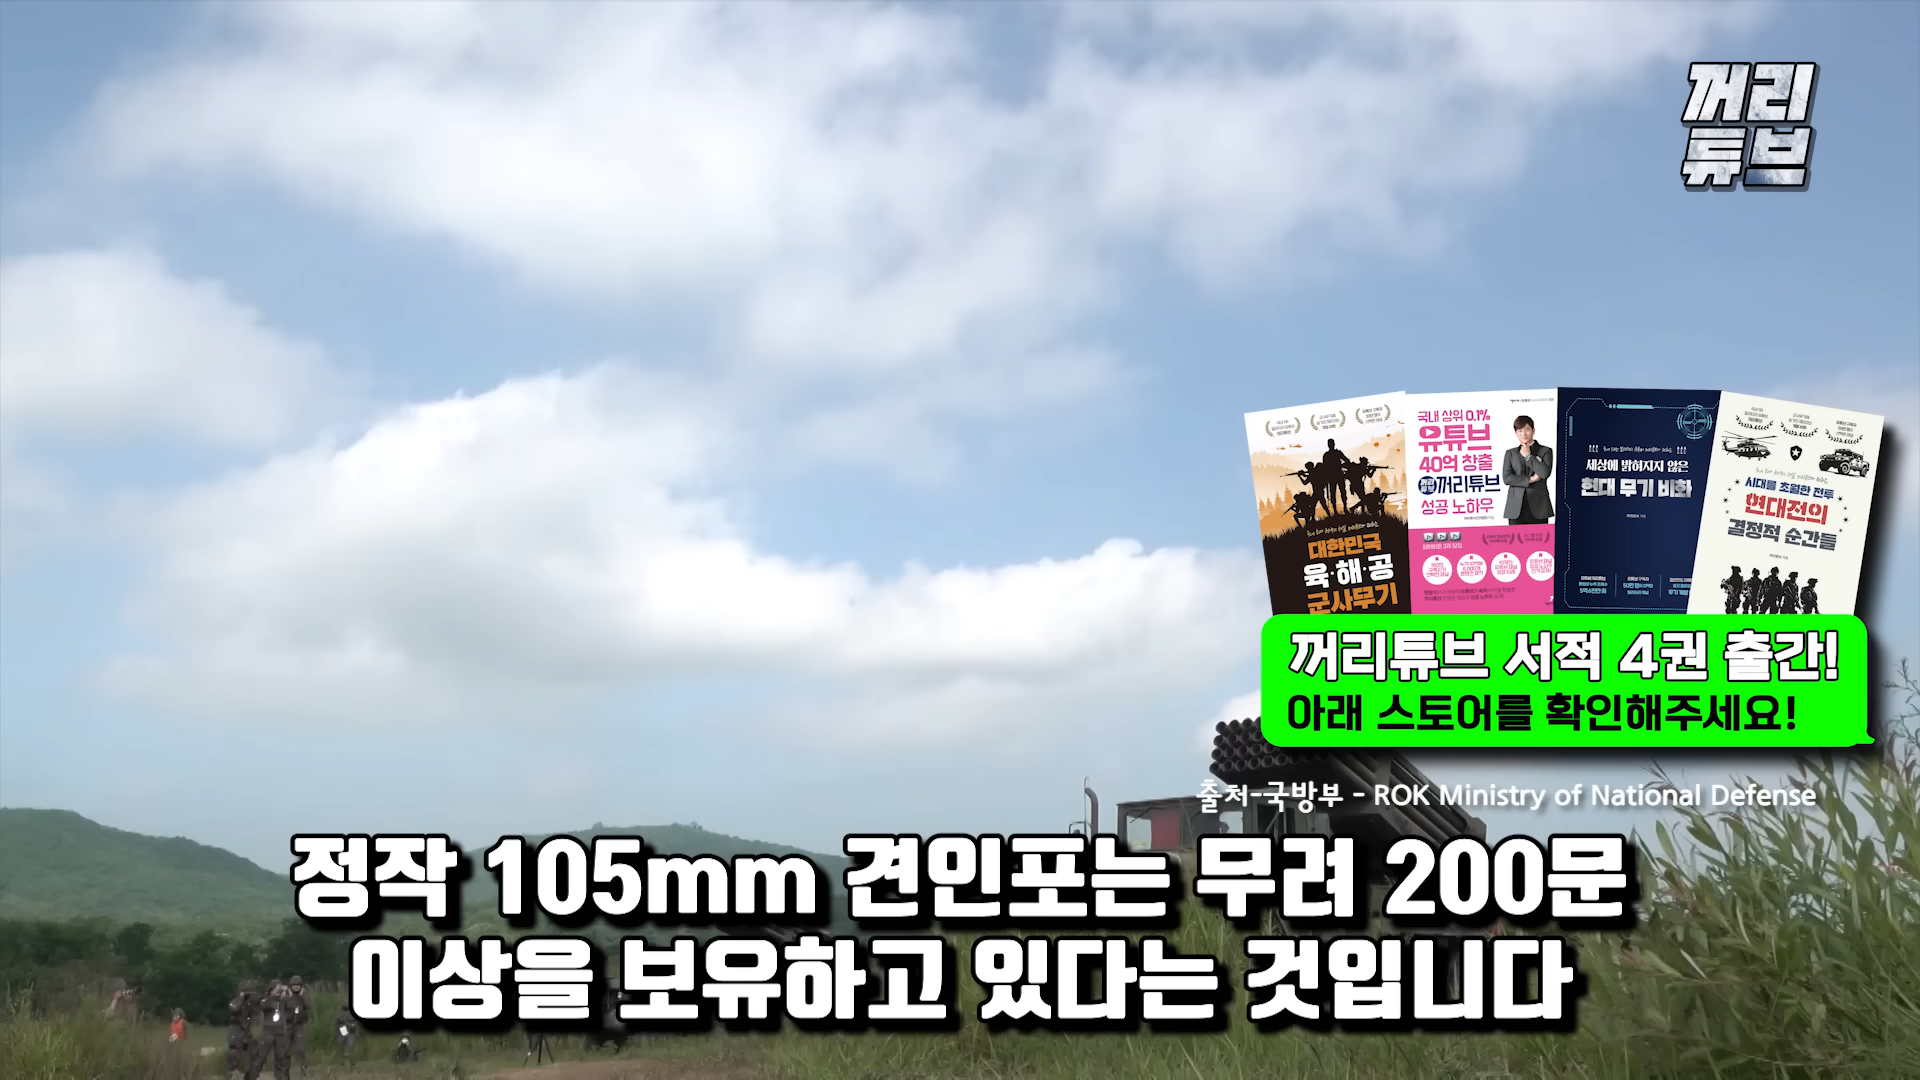 꺼리
튜브
대한민국
육·해·공
군사무기
국내 상위 0.1%
유튜브
40억 창출
꺼리튜브
성공 노하우
세상에 밝혀지지 않은
현대 무기 비화
시대를 초월한 전투
현대전의
결정적 순간들
꺼리튜브 서적 4권 출간!
아래 스토어를 확인해주세요!
출처-국방부 - ROK Ministry of National Defense
정작 105mm 견인포는 무려 200문
이상을 보유하고 있다는 것입니다